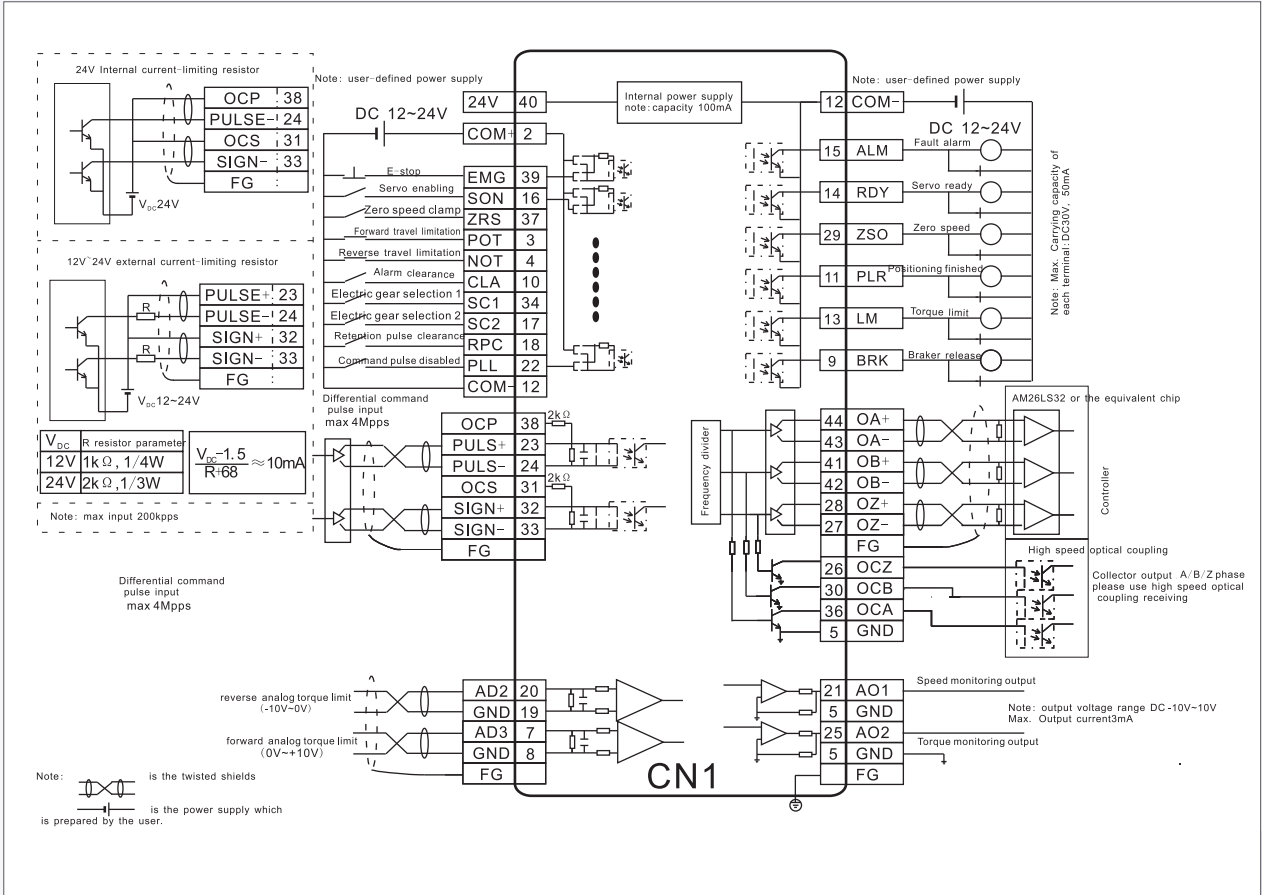 24V Internal current-limiting resistor
OCP 38
PULSE- 24
OCS 31
SIGN- 33
FG
VDC24V
12V~24V external current-limiting resistor
R
R
PULSE+ 23
PULSE- 24
SIGN+ 32
SIGN- 33
FG
VDC12~24V
VDC R resistor parameter
12V 1kΩ, 1/4W
24V 2kΩ, 1/3W
VDC-1.5
R+68
≈10mA
Note: max input 200kpps
Differential command
pulse input
max 4Mpps
Note: user-defined power supply
DC 12~24V
24V 40
COM+ 2
E-stop EMG 39
Servo enabling SON 16
Zero speed clamp ZRS 37
Forward travel limitation POT 3
Reverse travel limitation NOT 4
Alarm clearance CLA 10
Electric gear selection 1 SC1 34
Electric gear selection 2 SC2 17
Retention pulse clearance RPC 18
Command pulse disabled PLL 22
COM- 12
Differential command
pulse input
max 4Mpps
OCP 38 2kΩ
PULS+ 23
PULS- 24
OCS 31 2kΩ
SIGN+ 32
SIGN- 33
FG
reverse analog torque limit
(-10V~0V)
AD2 20
GND 19
forward analog torque limit
(0V~+10V)
AD3 7
GND 8
FG
Internal power supply
note: capacity 100mA
CN1
Note: user-defined power supply
12 COM-
DC 12~24V
15 ALM Fault alarm
14 RDY Servo ready
29 ZSO Zero speed
11 PLR Positioning finished
13 LM Torque limit
9 BRK Braker release
Note: Max. Carrying capacity of
each terminal: DC30V, 50mA
Frequency divider
AM26LS32 or the equivalent chip
44 OA+
43 OA-
41 OB+
42 OB-
28 OZ+
27 OZ-
FG
Controller
High speed optical coupling
26 OCZ
30 OCB
36 OCA
5 GND
Collector output A/B/Z phase
please use high speed optical
coupling receiving
21 AO1 Speed monitoring output
5 GND
25 AO2
Torque monitoring output
5 GND
FG
Note: output voltage range DC-10V~10V
Max. Output current3mA
Note: is the twisted shields
is the power supply which
is prepared by the user.